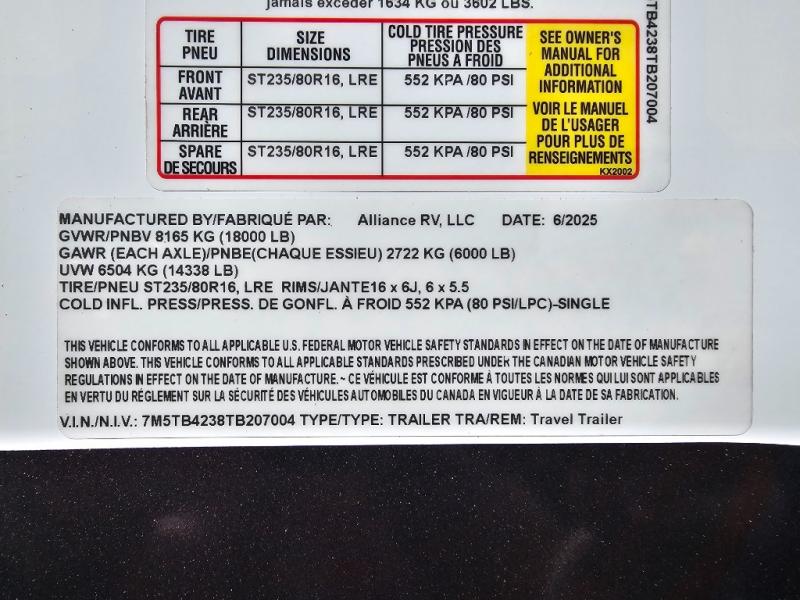 jamais excéder 1634 KG ou 3602 LBS.
TIRE PNEU SIZE DIMENSIONS COLD TIRE PRESSURE PRESSION DES PNEUS A FROID
FRONT AVANT ST235/80R16, LRE 552 KPA /80 PSI
REAR ARRIÈRE ST235/80R16, LRE 552 KPA /80 PSI
SPARE DE SECOURS ST235/80R16, LRE 552 KPA /80 PSI
SEE OWNER'S
MANUAL FOR
ADDITIONAL
INFORMATION
VOIR LE MANUEL
DE L'USAGER
POUR PLUS DE
RENSEIGNEMENTS
KX2002
TB4238TB207004
MANUFACTURED BY/FABRIQUÉ PAR: Alliance RV, LLC DATE: 6/2025
GVWR/PNBV 8165 KG (18000 LB)
GAWR (EACH AXLE)/PNBE(CHAQUE ESSIEU) 2722 KG (6000 LB)
UVW 6504 KG (14338 LB)
TIRE/PNEU ST235/80R16, LRE RIMS/JANTE16 x 6J, 6 x 5.5
COLD INFL. PRESS/PRESS. DE GONFL. À FROID 552 KPA (80 PSI/LPC)-SINGLE
THIS VEHICLE CONFORMS TO ALL APPLICABLE U.S. FEDERAL MOTOR VEHICLE SAFETY STANDARDS IN EFFECT ON THE DATE OF MANUFACTURE
SHOWN ABOVE. THIS VEHICLE CONFORMS TO ALL APPLICABLE STANDARDS PRESCRIBED UNDER THE CANADIAN MOTOR VEHICLE SAFETY
REGULATIONS IN EFFECT ON THE DATE OF MANUFACTURE. ~ CE VÉHICULE EST CONFORME À TOUTES LES NORMES QUI LUI SONT APPLICABLES
EN VERTU DU RÉGLEMENT SUR LA SÉCURITÉ DES VÉHICULES AUTOMOBILES DU CANADA EN VIGUEUR À LA DATE DE SA FABRICATION.
V.I.N./N.I.V.: 7M5TB4238TB207004 TYPE/TYPE: TRAILER TRA/REM: Travel Trailer